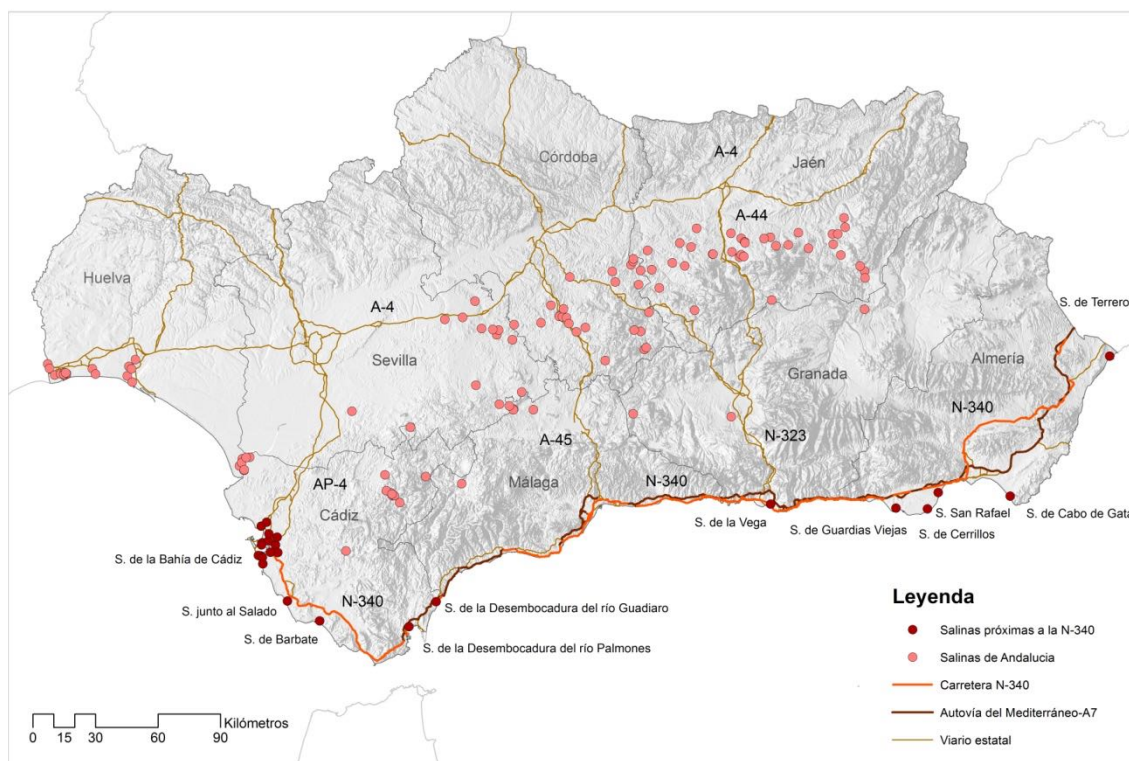 Córdoba
A-4
Jaén
A-44
Huelva
A-4
S. de Terrero
Sevilla
Almería
Granada
N-340
A-45
N-323
AP-4
Málaga
N-340
Cádiz
S. de la Vega
S. de Guardias Viejas
S. San Rafael
S. de Cerrillos
S. de Cabo de Gata
S. de la Bahía de Cádiz
S. junto al Salado
N-340
S. de la Desembocadura del río Guadiaro
S. de Barbate
S. de la Desembocadura del río Palmones
Leyenda
Salinas próximas a la N-340
Salinas de Andalucia
Carretera N-340
Autovía del Mediterráneo-A7
Viario estatal
Kilómetros
0 15 30 60 90